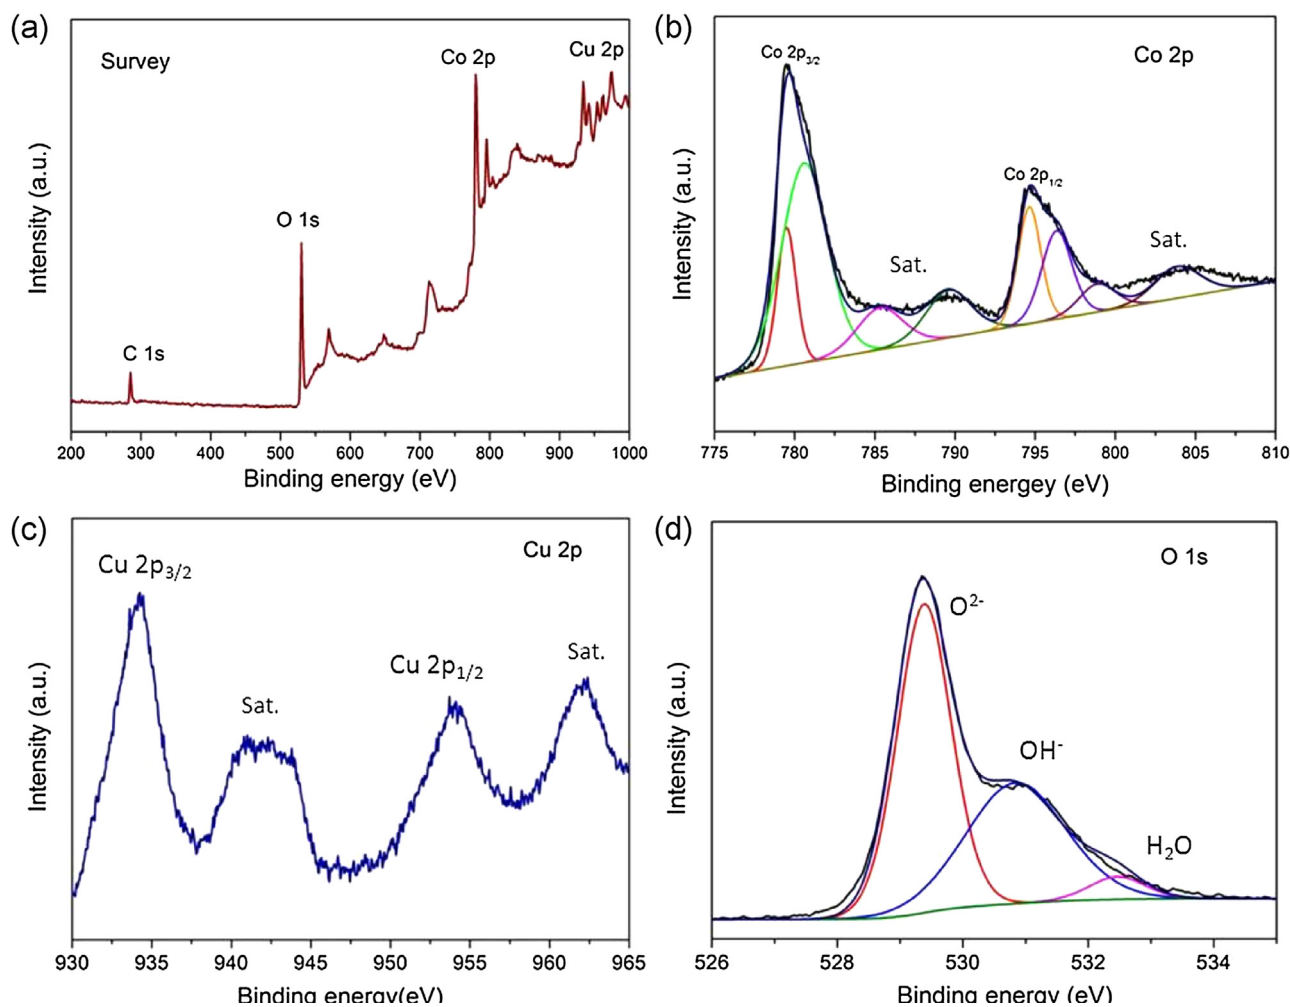 (a)
Survey
C 1s
O 1s
Co 2p
Cu 2p
Intensity (a.u.)
200 300 400 500 600 700 800 900 1000
Binding energy (eV)
(b)
Co 2p
Co 2p3/2
Sat.
Co 2p1/2
Sat.
Intensity (a.u.)
775 780 785 790 795 800 805 810
Binding energey (eV)
(c)
Cu 2p
Cu 2p3/2
Sat.
Cu 2p1/2
Sat.
Intensity (a.u.)
930 935 940 945 950 955 960 965
Binding energy(eV)
(d)
O 1s
O2-
OH-
H2O
Intensity (a.u.)
526 528 530 532 534
Binding energy (eV)